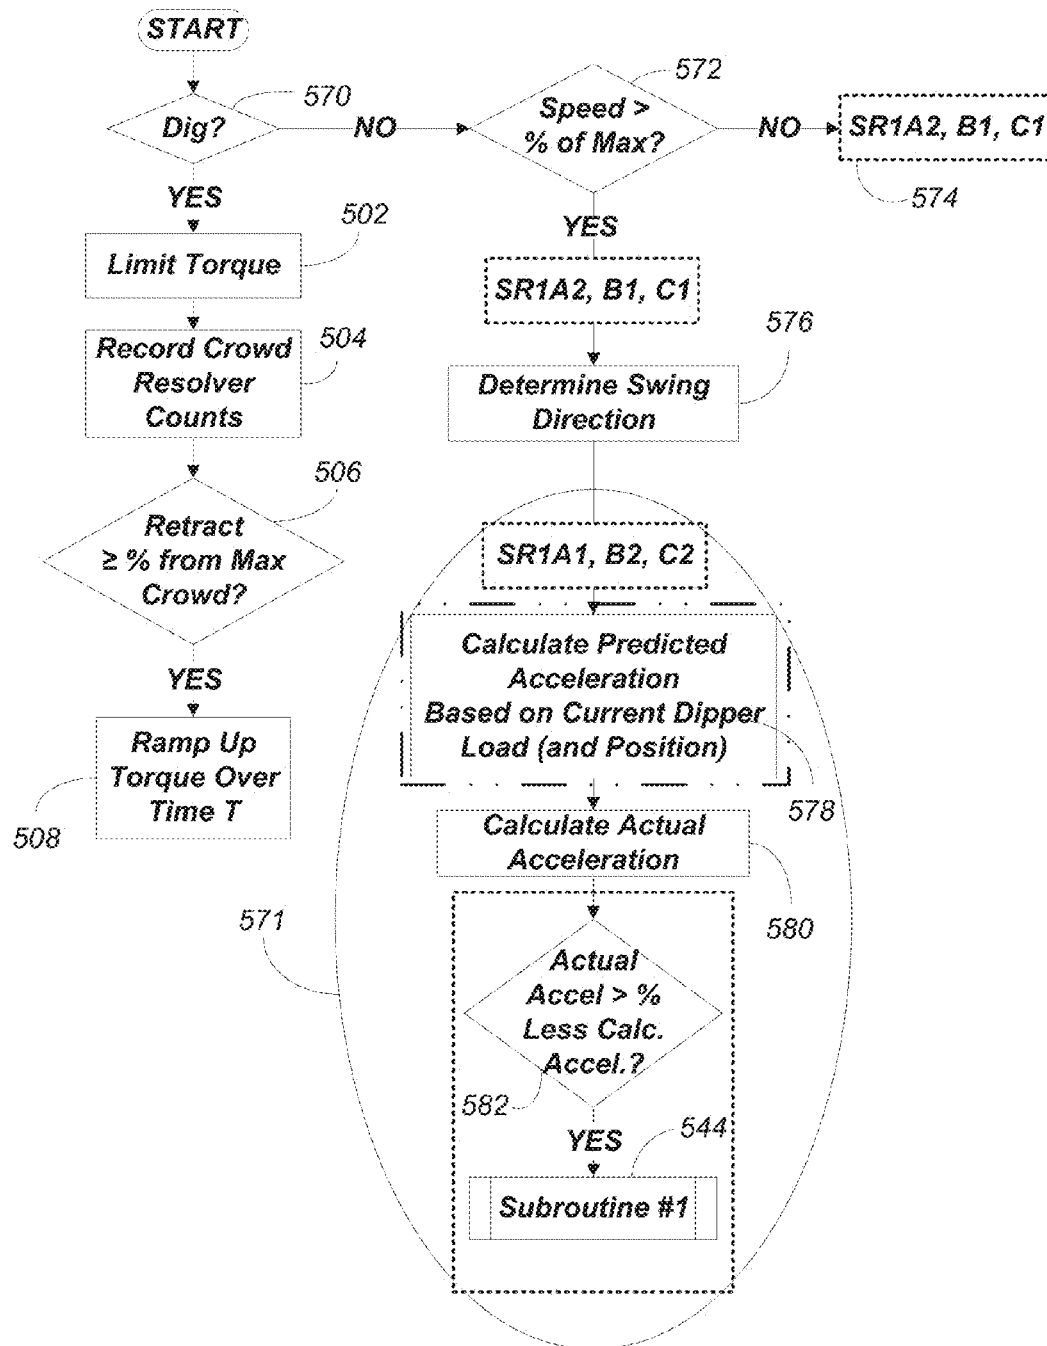 START
570
Dig?
NO
572
Speed >
% of Max?
NO
SR1A2, B1, C1
574
YES
502
Limit Torque
504
Record Crowd
Resolver
Counts
506
Retract
≥ % from Max
Crowd?
YES
Ramp Up
Torque Over
Time T
508
YES
SR1A2, B1, C1
576
Determine Swing
Direction
SR1A1, B2, C2
Calculate Predicted
Acceleration
Based on Current Dipper
Load (and Position)
578
Calculate Actual
Acceleration
580
571
Actual
Accel > %
Less Calc.
Accel.?
582
YES
544
Subroutine #1